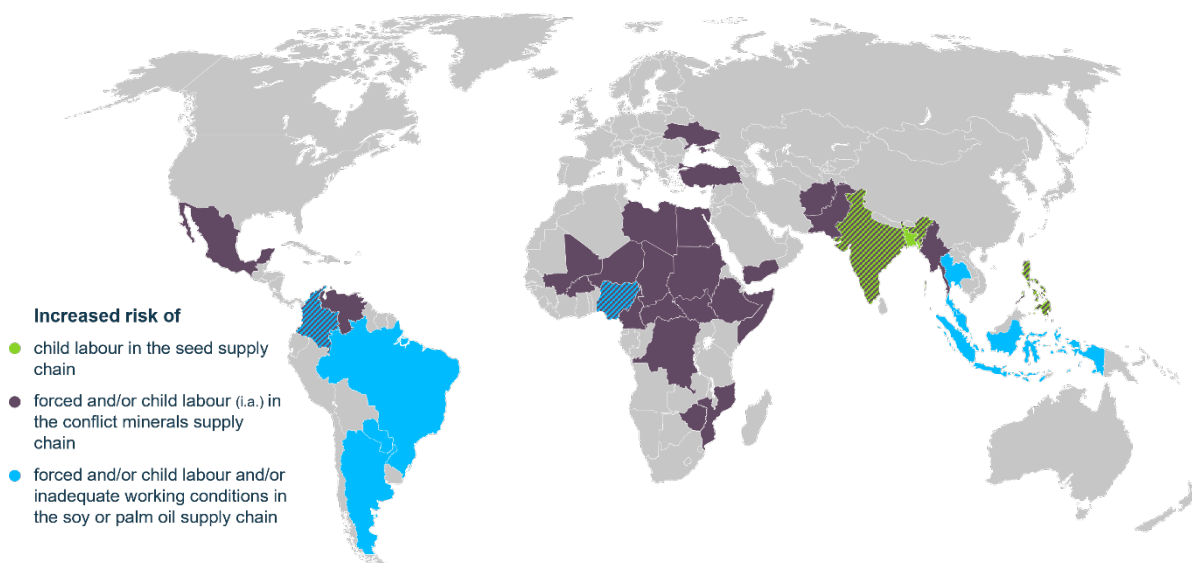 Increased risk of
child labour in the seed supply
chain
forced and/or child labour (i.a.) in
the conflict minerals supply
chain
forced and/or child labour and/or
inadequate working conditions in
the soy or palm oil supply chain